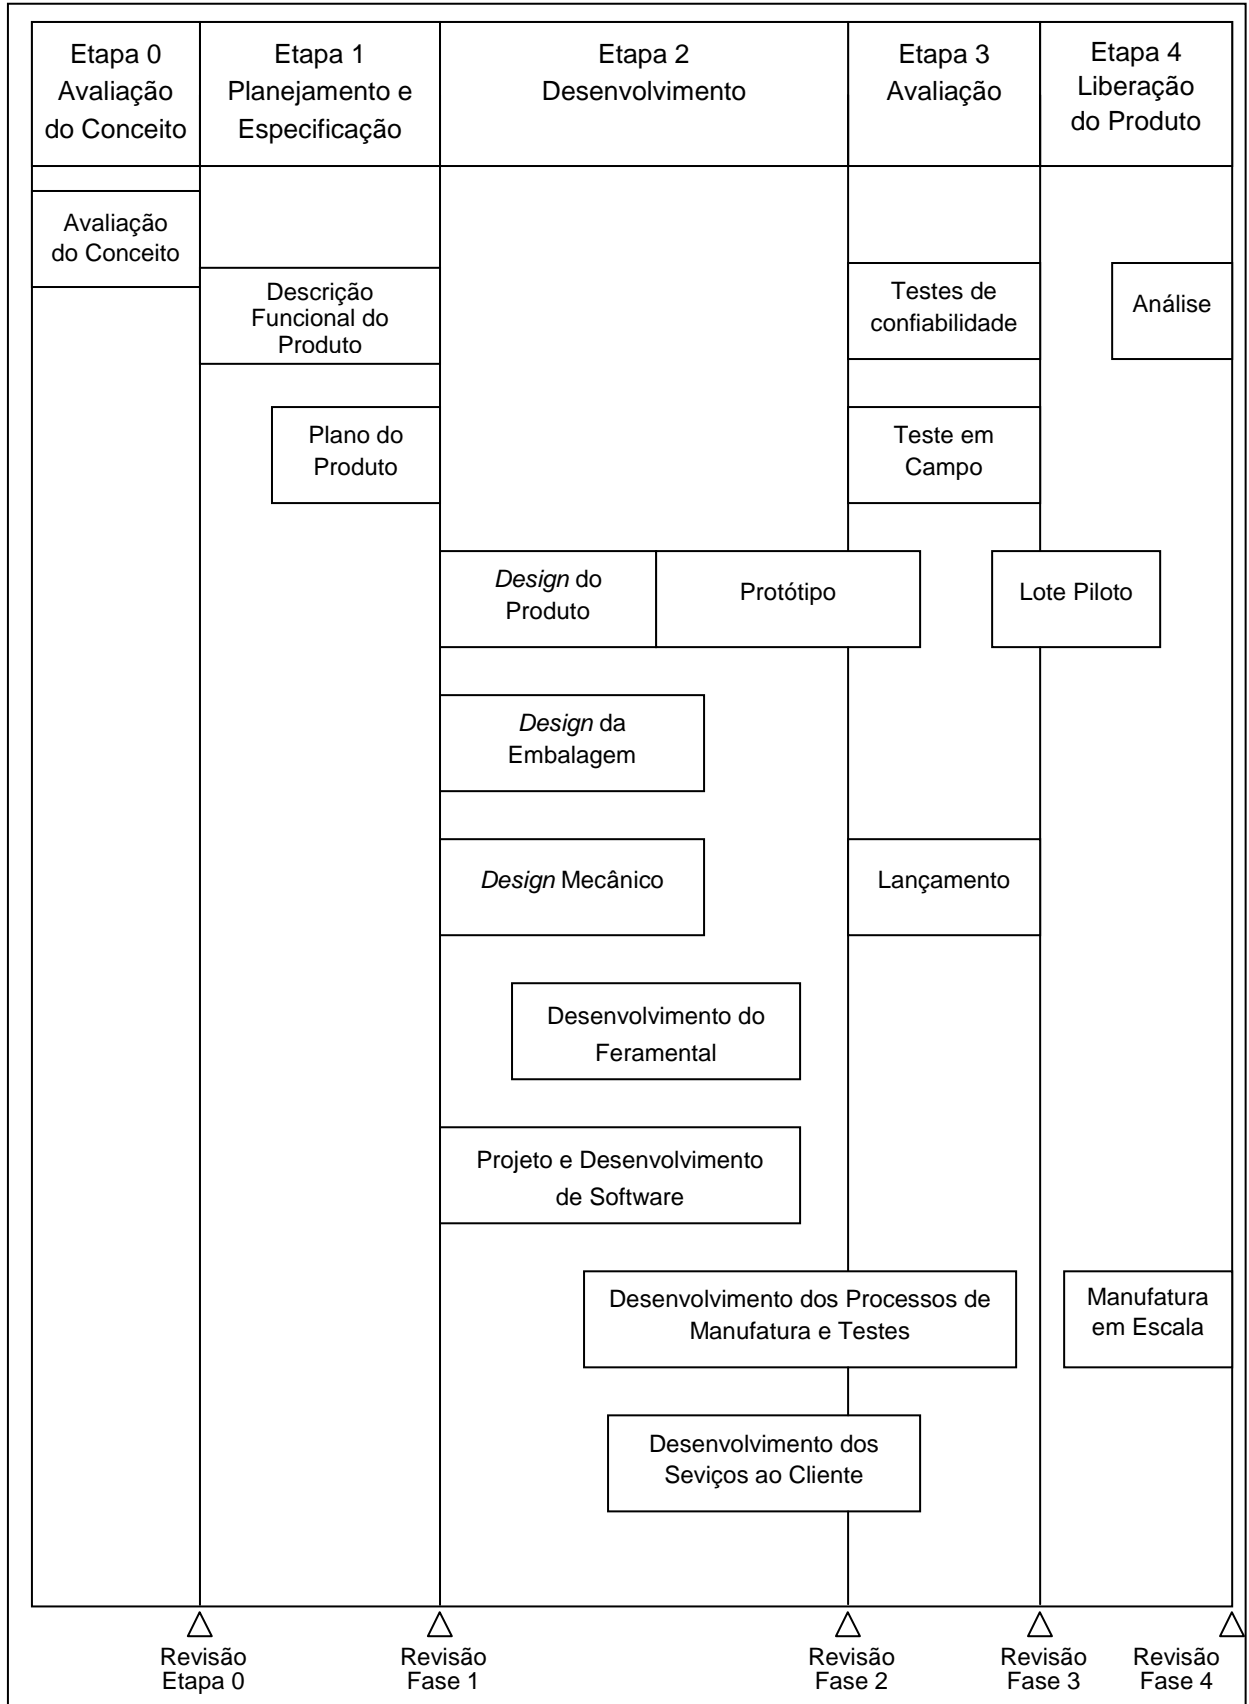 Etapa 0
Avaliação
do Conceito
Etapa 1
Planejamento e
Especificação
Etapa 2
Desenvolvimento
Etapa 3
Avaliação
Etapa 4
Liberação
do Produto
Avaliação
do Conceito
Descrição
Funcional do
Produto
Testes de
confiabilidade
Análise
Plano do
Produto
Teste em
Campo
Design do
Produto
Protótipo
Lote Piloto
Design da
Embalagem
Design Mecânico
Lançamento
Desenvolvimento do
Feramental
Projeto e Desenvolvimento
de Software
Desenvolvimento dos Processos de
Manufatura e Testes
Manufatura
em Escala
Desenvolvimento dos
Seviços ao Cliente
Revisão
Etapa 0
Revisão
Fase 1
Revisão
Fase 2
Revisão
Fase 3
Revisão
Fase 4